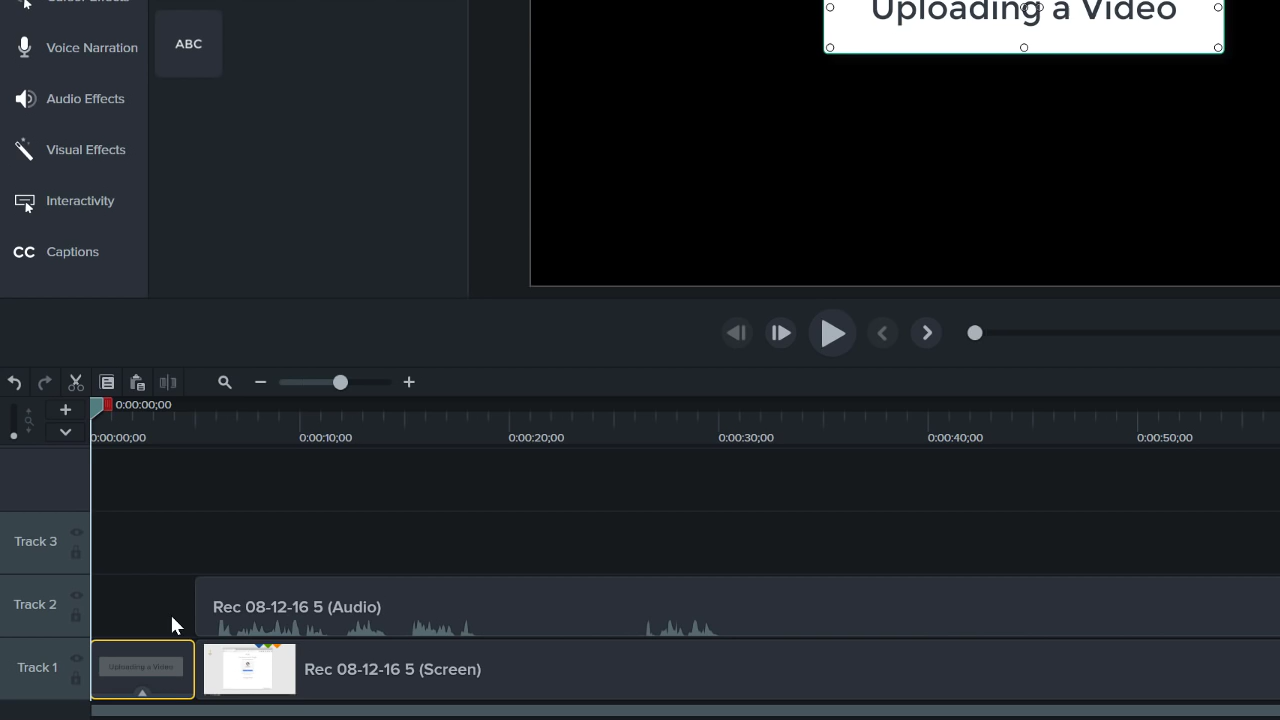 Uploading a Video
Voice Narration
ABC
Audio Effects
Visual Effects
Interactivity
CC Captions
0:00:00;00
0:00:00;00 0:00:10;00 0:00:20;00 0:00:30;00 0:00:40;00 0:00:50;00
Track 3
Track 2
Rec 08-12-16 5 (Audio)
Track 1
Uploading a Video
Rec 08-12-16 5 (Screen)